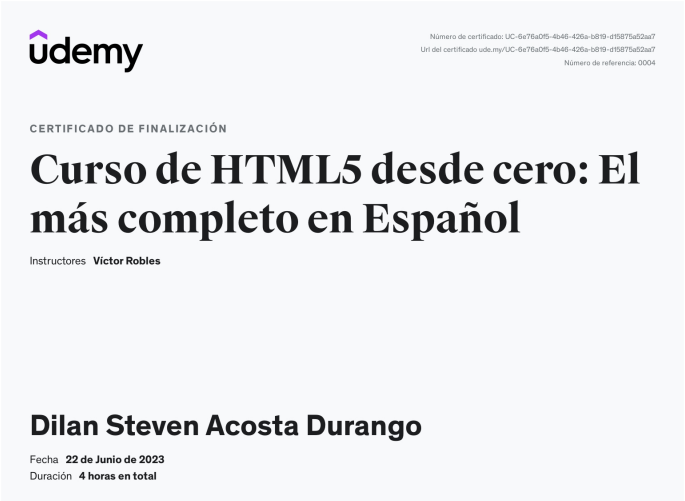 udemy
Número de certificado: UC-6e76a0f5-4b46-426a-b819-d15875a52aa7
Url del certificado ude.my/UC-6e76a0f5-4b46-426a-b819-d15875a52aa7
Número de referencia: 0004
CERTIFICADO DE FINALIZACIÓN
Curso de HTML5 desde cero: El
más completo en Español
Instructores Víctor Robles
Dilan Steven Acosta Durango
Fecha 22 de Junio de 2023
Duración 4 horas en total